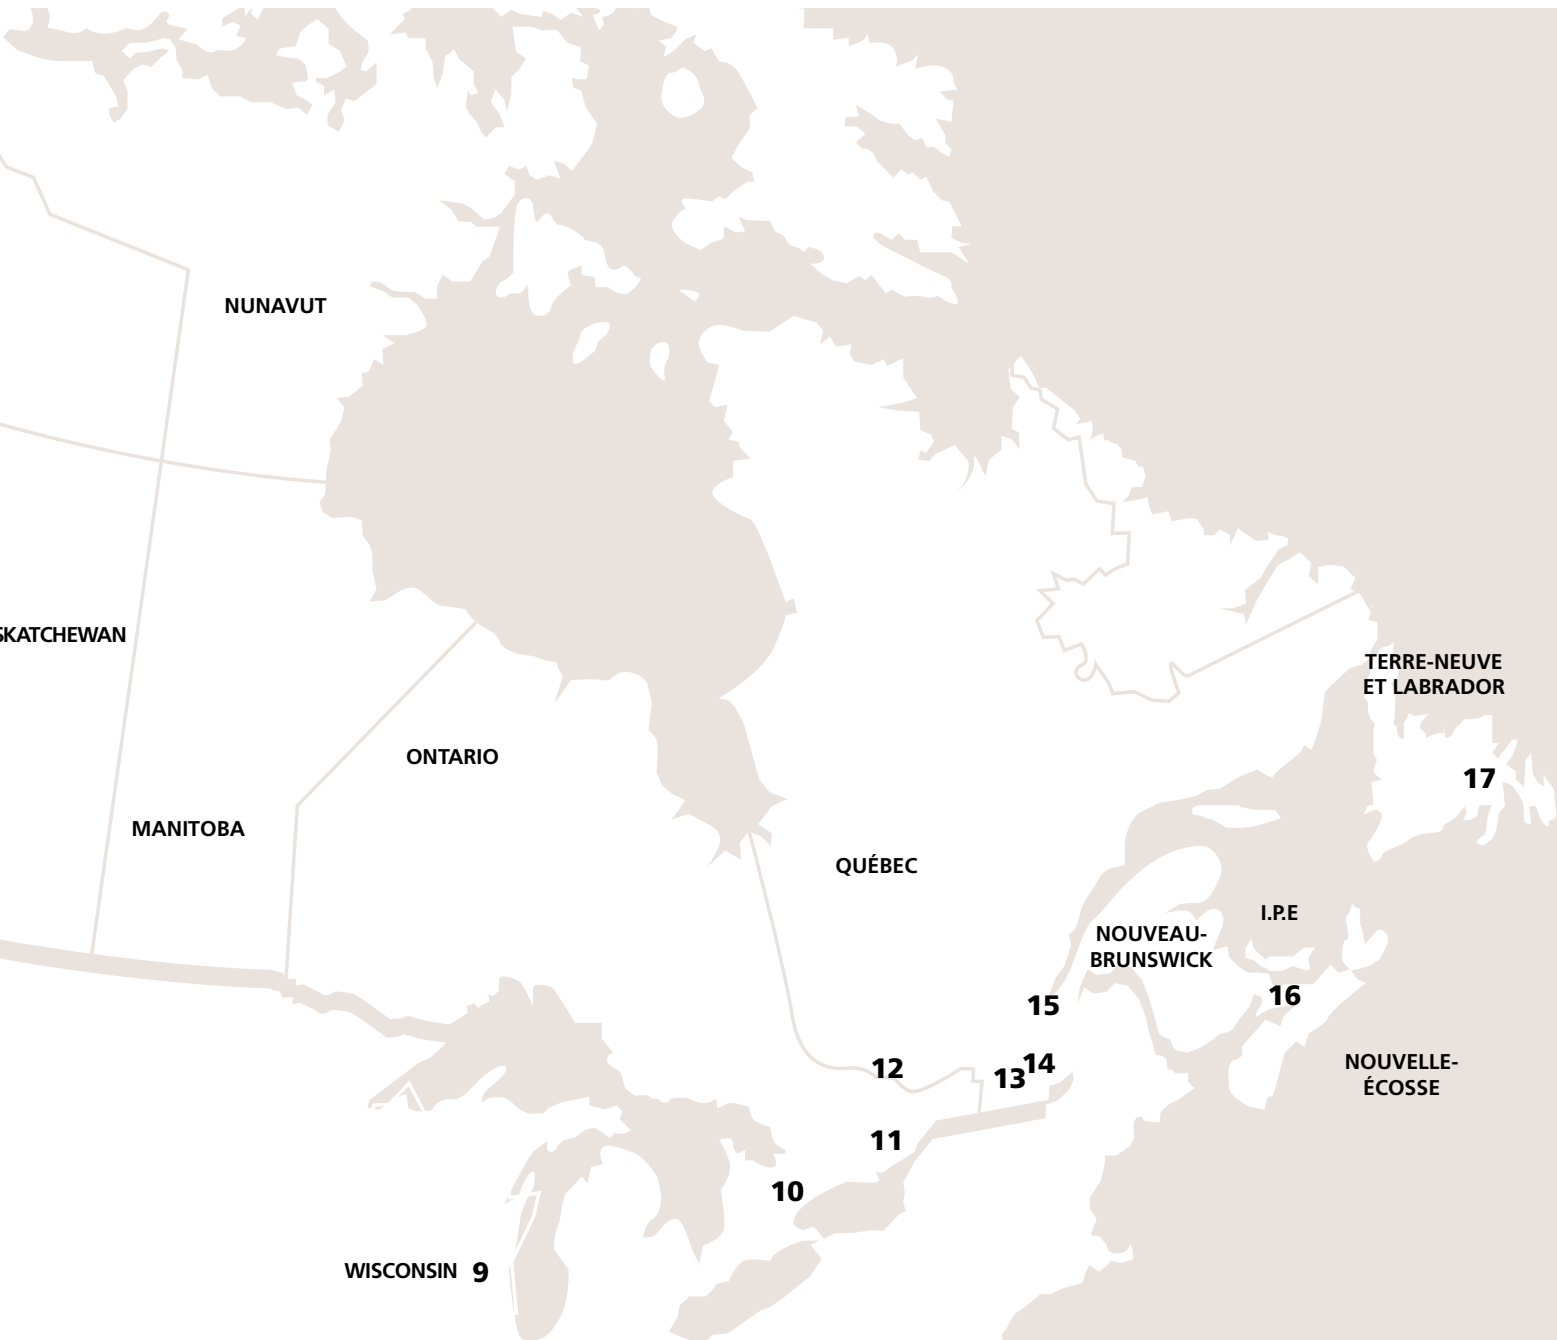 NUNAVUT
SKATCHEWAN
TERRE-NEUVE
ET LABRADOR
ONTARIO
17
MANITOBA
QUÉBEC
I.P.E
NOUVEAU-
BRUNSWICK
16
15
12
13
14
NOUVELLE-
ÉCOSSE
11
10
WISCONSIN 9